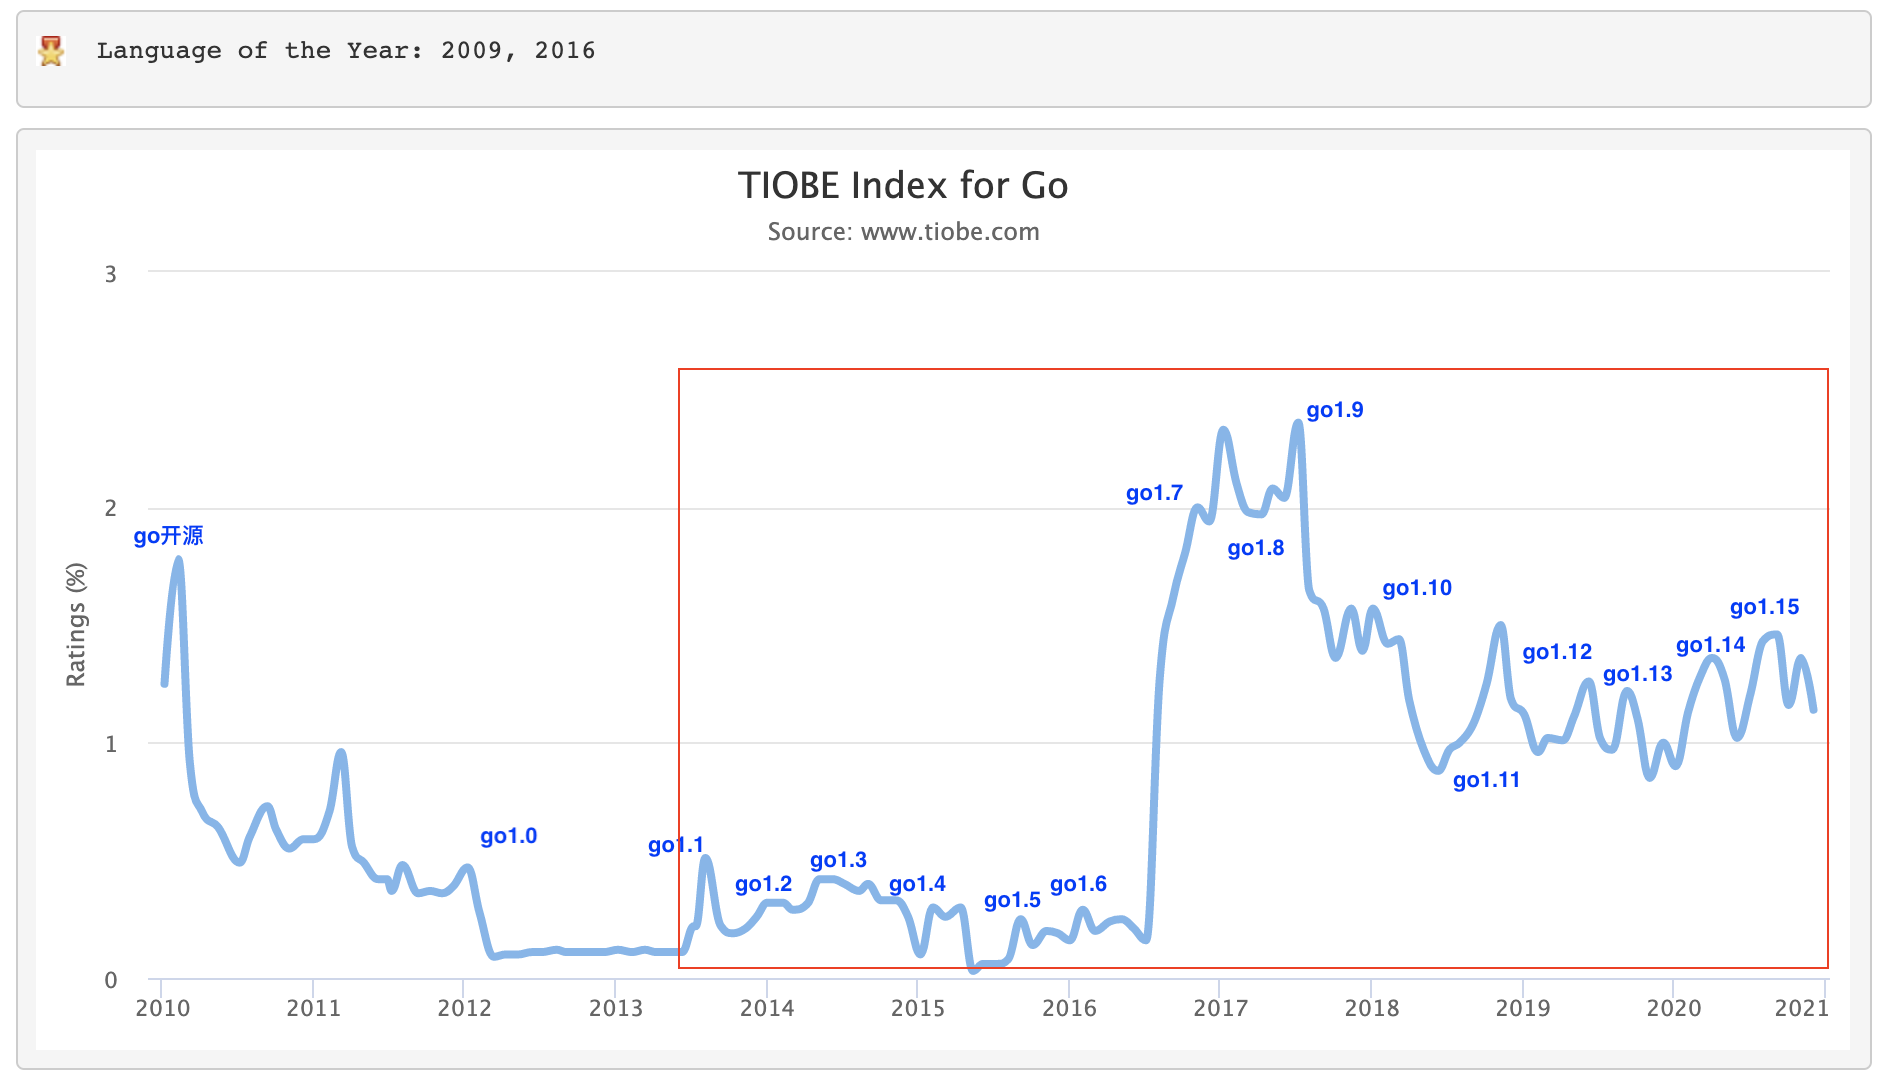 Language of the Year: 2009, 2016
TIOBE Index for Go
Source: www.tiobe.com
Ratings (%)
3
2
1
0
go开源
go1.0
go1.1
go1.2
go1.3
go1.4
go1.5
go1.6
go1.7
go1.8
go1.9
go1.10
go1.11
go1.12
go1.13
go1.14
go1.15
2010 2011 2012 2013 2014 2015 2016 2017 2018 2019 2020 2021